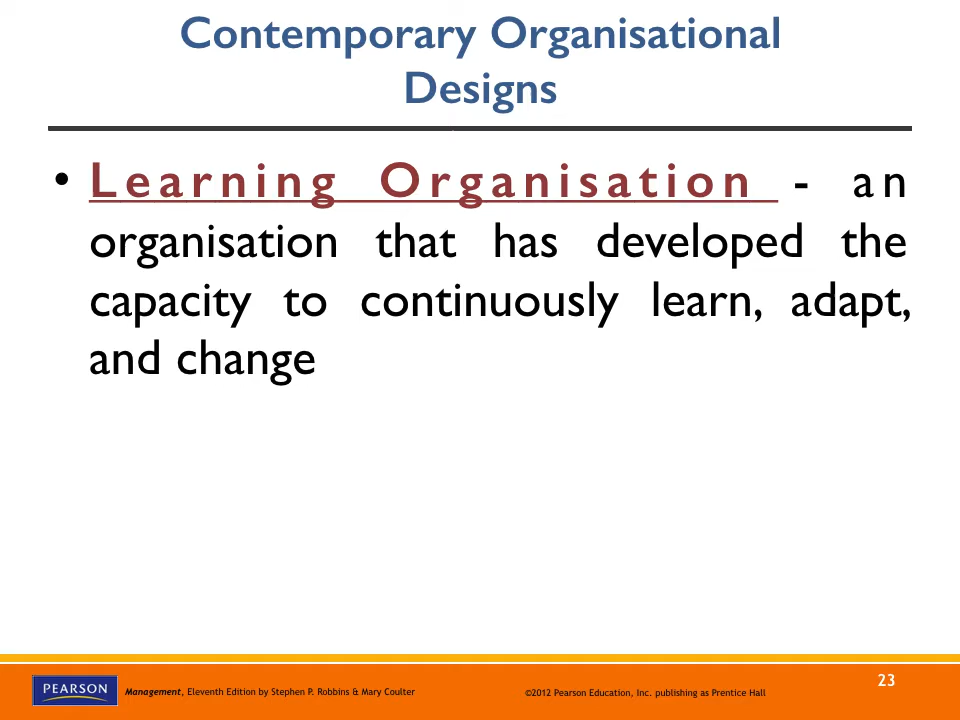 Contemporary Organisational
Designs
• Learning Organisation - an
organisation that has developed the
capacity to continuously learn, adapt,
and change
PEARSON
Management, Eleventh Edition by Stephen P. Robbins & Mary Coulter
©2012 Pearson Education, Inc. publishing as Prentice Hall
23